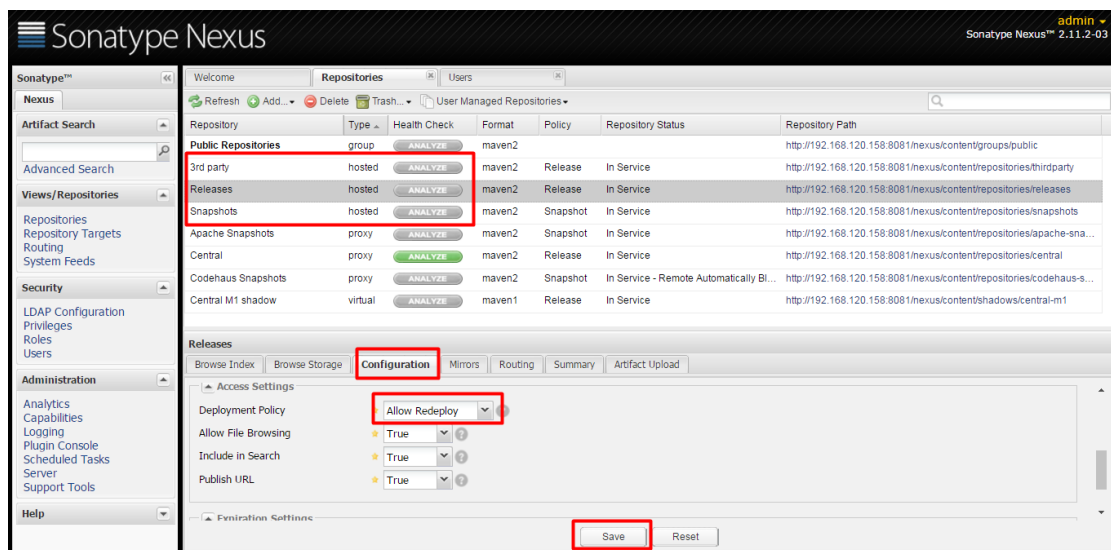 Sonatype Nexus
admin
Sonatype Nexus™ 2.11.2-03
Sonatype™
Nexus
Artifact Search
Advanced Search
Views/Repositories
Repositories
Repository Targets
Routing
System Feeds
Security
LDAP Configuration
Privileges
Roles
Users
Administration
Analytics
Capabilities
Logging
Plugin Console
Scheduled Tasks
Server
Support Tools
Help
Welcome Repositories Users
Refresh Add... Delete Trash... User Managed Repositories
Repository Type Health Check Format Policy Repository Status Repository Path
Public Repositories group ANALYZE maven2 http://192.168.120.158:8081/nexus/content/groups/public
3rd party hosted ANALYZE maven2 Release In Service http://192.168.120.158:8081/nexus/content/repositories/thirdparty
Releases hosted ANALYZE maven2 Release In Service http://192.168.120.158:8081/nexus/content/repositories/releases
Snapshots hosted ANALYZE maven2 Snapshot In Service http://192.168.120.158:8081/nexus/content/repositories/snapshots
Apache Snapshots proxy ANALYZE maven2 Snapshot In Service http://192.168.120.158:8081/nexus/content/repositories/apache-sna...
Central proxy ANALYZE maven2 Release In Service http://192.168.120.158:8081/nexus/content/repositories/central
Codehaus Snapshots proxy ANALYZE maven2 Snapshot In Service - Remote Automatically Bl... http://192.168.120.158:8081/nexus/content/repositories/codehaus-s...
Central M1 shadow virtual ANALYZE maven1 Release In Service http://192.168.120.158:8081/nexus/content/shadows/central-m1
Releases
Browse Index Browse Storage Configuration Mirrors Routing Summary Artifact Upload
Access Settings
Deployment Policy Allow Redeploy
Allow File Browsing True
Include in Search True
Publish URL True
Expiration Settings
Save Reset